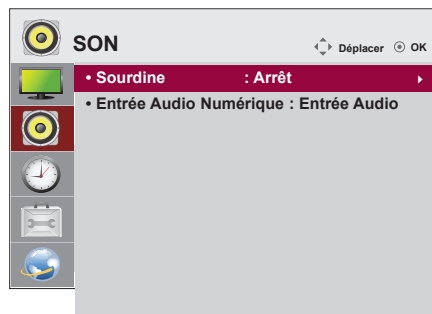 SON
Déplacer OK
• Sourdine : Arrêt
• Entrée Audio Numérique : Entrée Audio